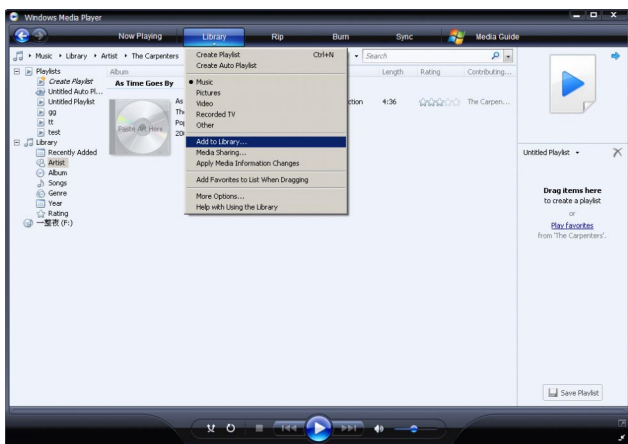 Windows Media Player
Now Playing
Library
Rip
Burn
Sync
Media Guide
Music ▸ Library ▸ Artist ▸ The Carpenters
Search
Playlists
Create Playlist
Untitled Auto Pl...
Untitled Playlist
gg
tt
test
Library
Recently Added
Artist
Album
Songs
Genre
Year
Rating
一整夜 (F:)
Album
Length
Rating
Contributing...
As Time Goes By
Paste Art Here
As
The
Pop
200
ction
4:36
The Carpen...
Create Playlist Ctrl+N
Create Auto Playlist
Music
Pictures
Video
Recorded TV
Other
Add to Library...
Media Sharing...
Apply Media Information Changes
Add Favorites to List When Dragging
More Options...
Help with Using the Library
Untitled Playlist
Drag items here
to create a playlist
or
Play favorites
from 'The Carpenters'.
Save Playlist